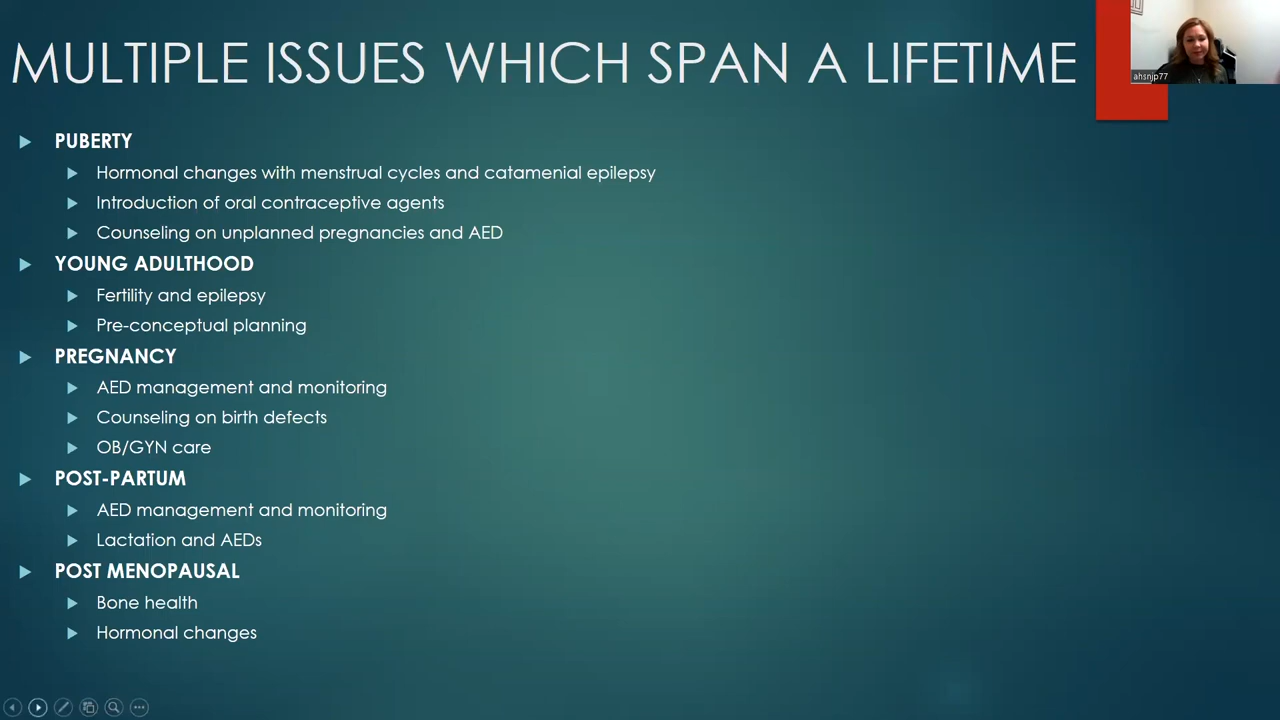 MULTIPLE ISSUES WHICH SPAN A LIFETIME
ahsnjp77
PUBERTY
Hormonal changes with menstrual cycles and catamenial epilepsy
Introduction of oral contraceptive agents
Counseling on unplanned pregnancies and AED
YOUNG ADULTHOOD
Fertility and epilepsy
Pre-conceptual planning
PREGNANCY
AED management and monitoring
Counseling on birth defects
OB/GYN care
POST-PARTUM
AED management and monitoring
Lactation and AEDs
POST MENOPAUSAL
Bone health
Hormonal changes